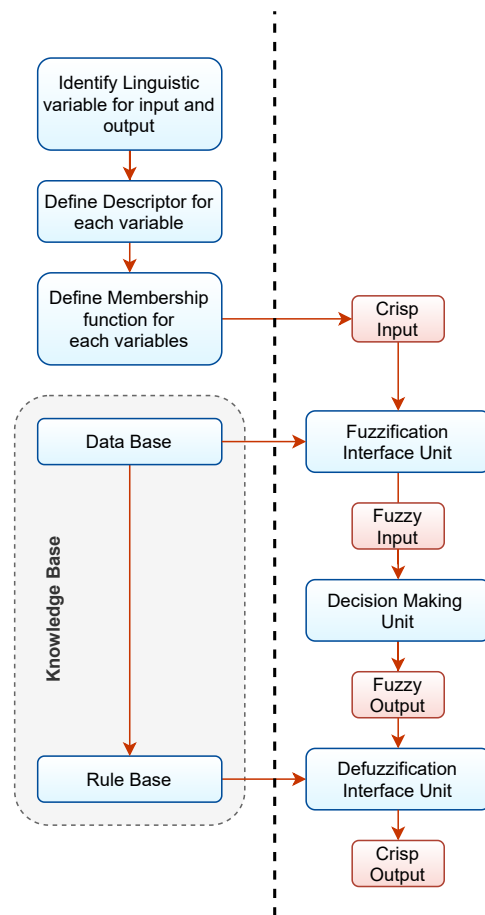 Identify Linguistic
variable for input and
output
Define Descriptor for
each variable
Define Membership
function for
each variables
Crisp
Input
Knowledge Base
Data Base
Fuzzification
Interface Unit
Fuzzy
Input
Decision Making
Unit
Fuzzy
Output
Rule Base
Defuzzification
Interface Unit
Crisp
Output